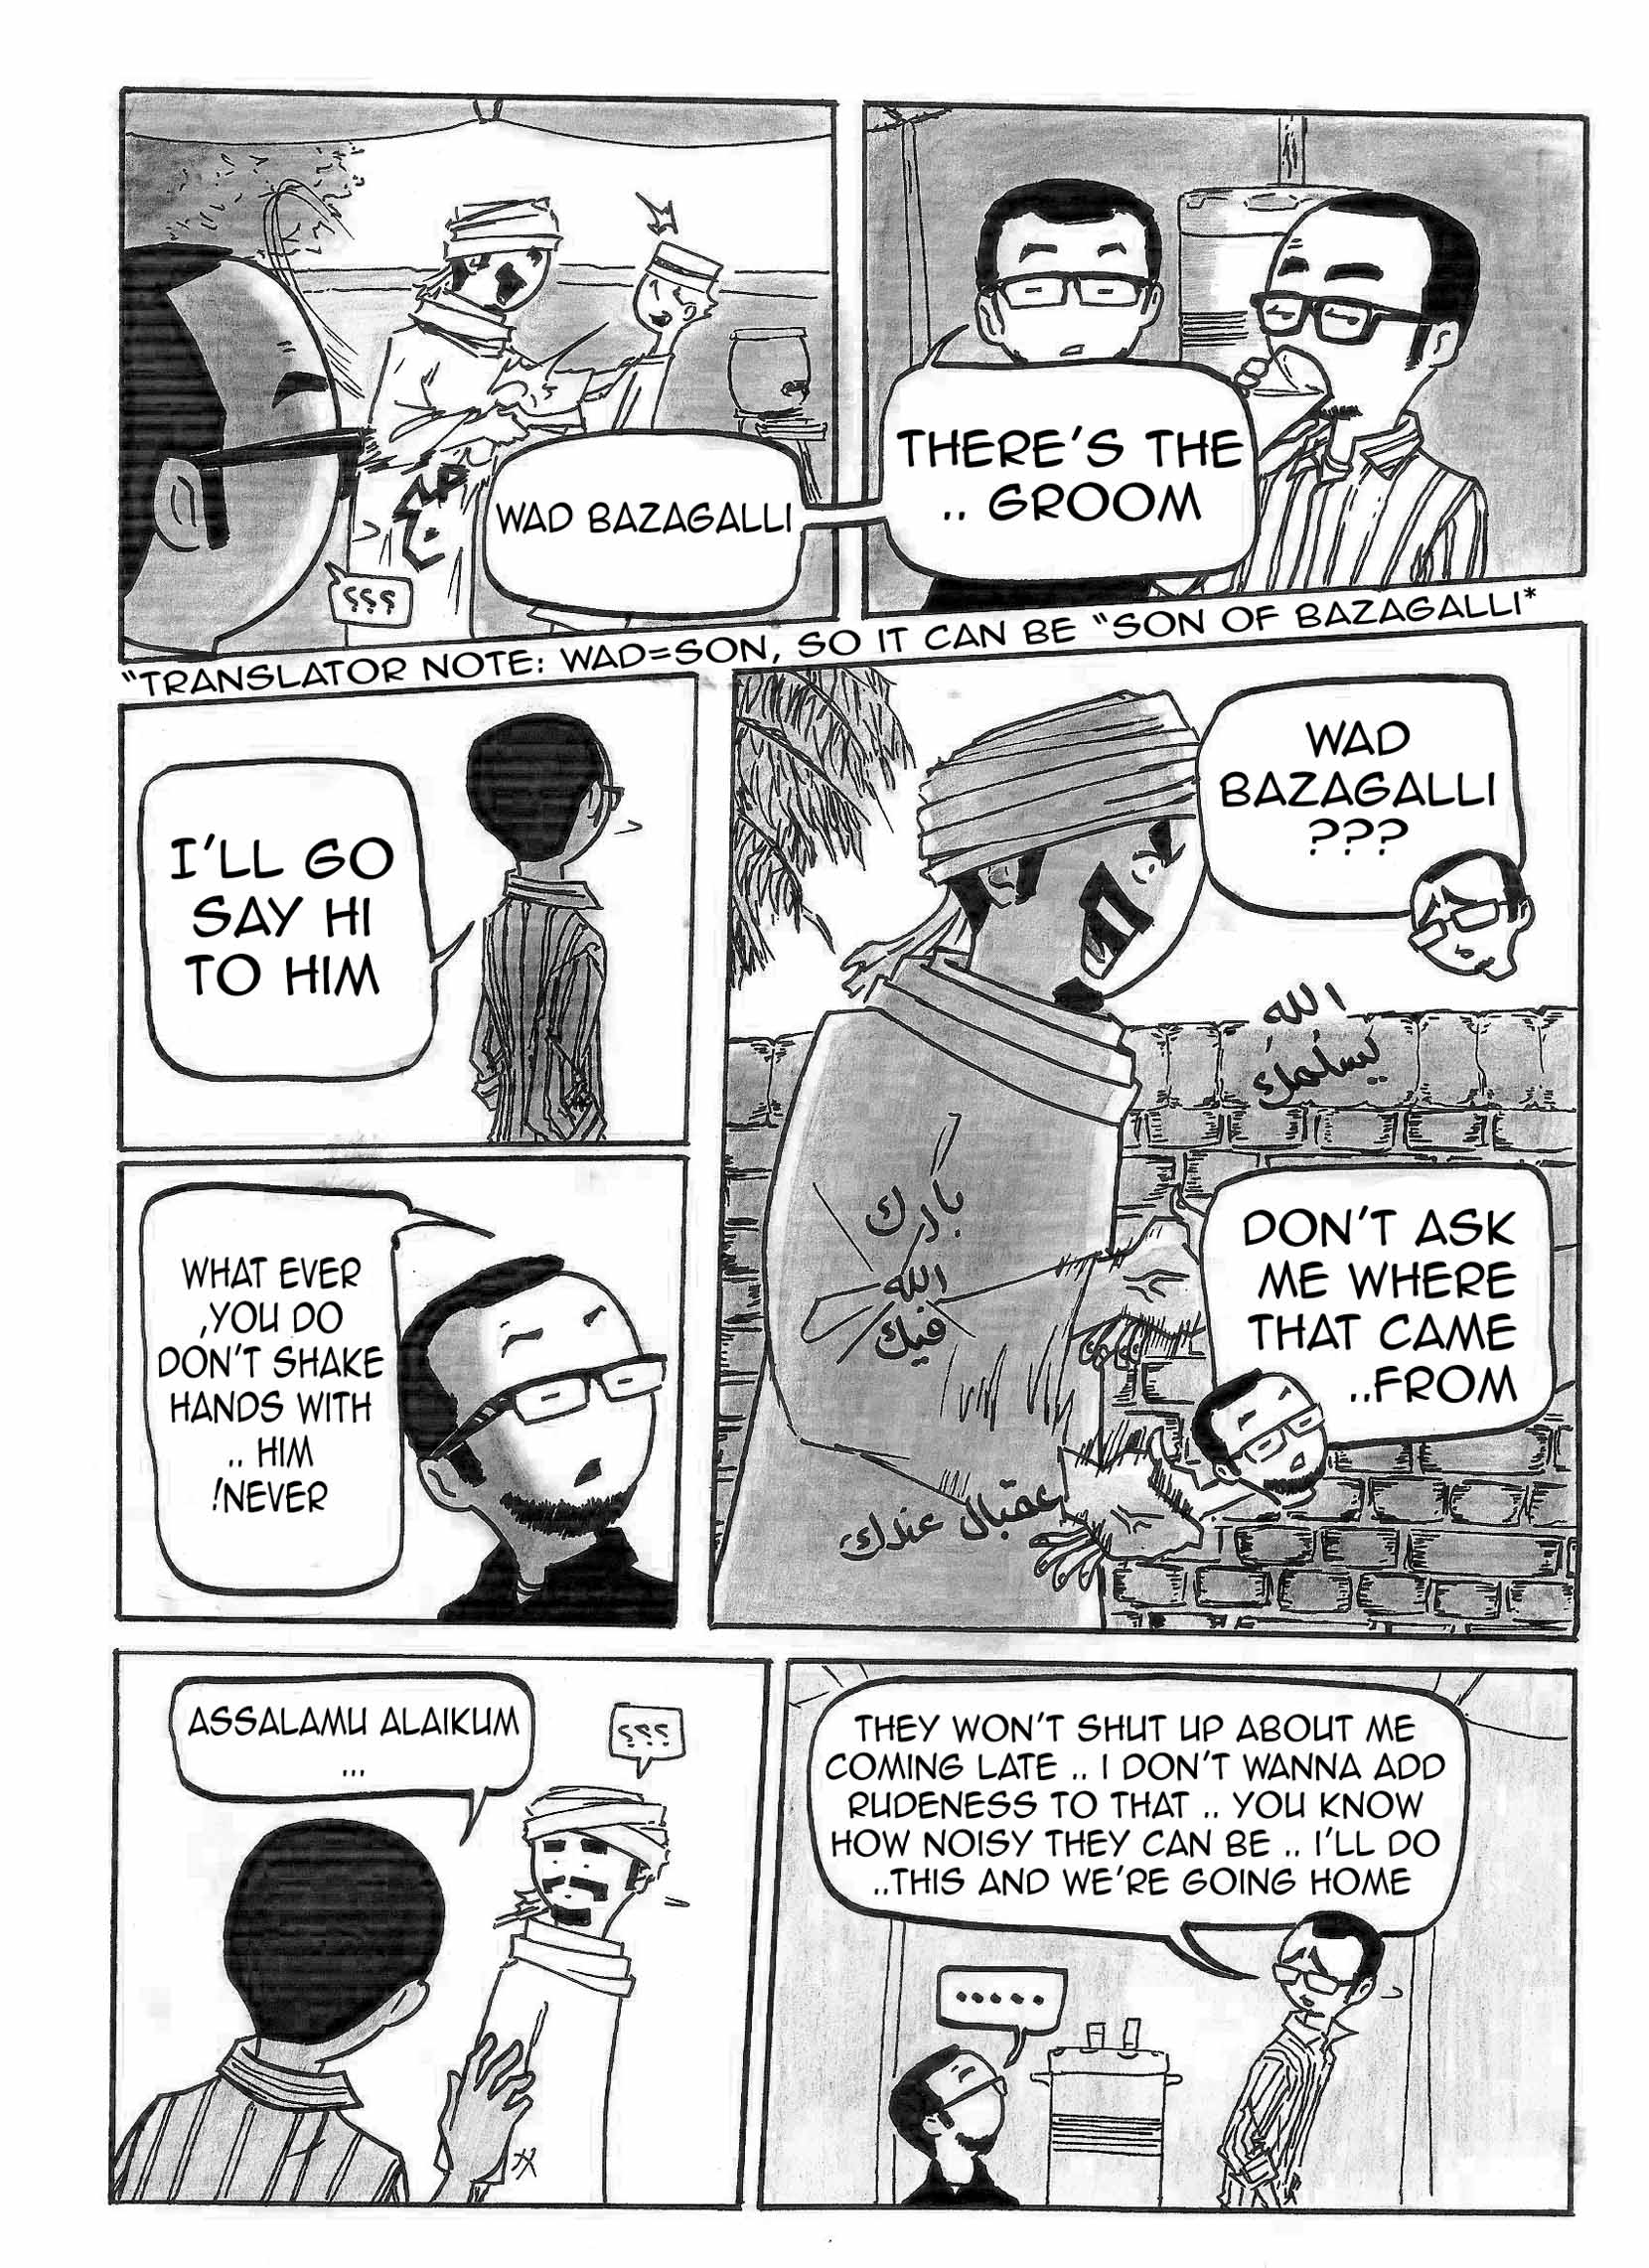 THERE'S THE
.. GROOM
WAD BAZAGALLI
؟؟؟
"TRANSLATOR NOTE: WAD=SON, SO IT CAN BE "SON OF BAZAGALLI*
WAD
BAZAGALLI
???
الله
يسلمك
بارك
الله
فيك
DON'T ASK
ME WHERE
THAT CAME
..FROM
عقبال عندك
I'LL GO
SAY HI
TO HIM
WHAT EVER
,YOU DO
DON'T SHAKE
HANDS WITH
.. HIM
!NEVER
THEY WON'T SHUT UP ABOUT ME
COMING LATE .. I DON'T WANNA ADD
RUDENESS TO THAT .. YOU KNOW
HOW NOISY THEY CAN BE .. I'LL DO
..THIS AND WE'RE GOING HOME
.....
ASSALAMU ALAIKUM
...
؟؟؟